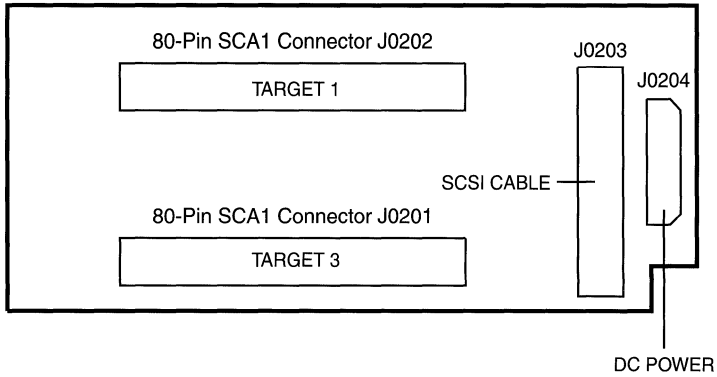 80-Pin SCA1 Connector J0202
TARGET 1
J0203
J0204
SCSI CABLE
80-Pin SCA1 Connector J0201
TARGET 3
DC POWER